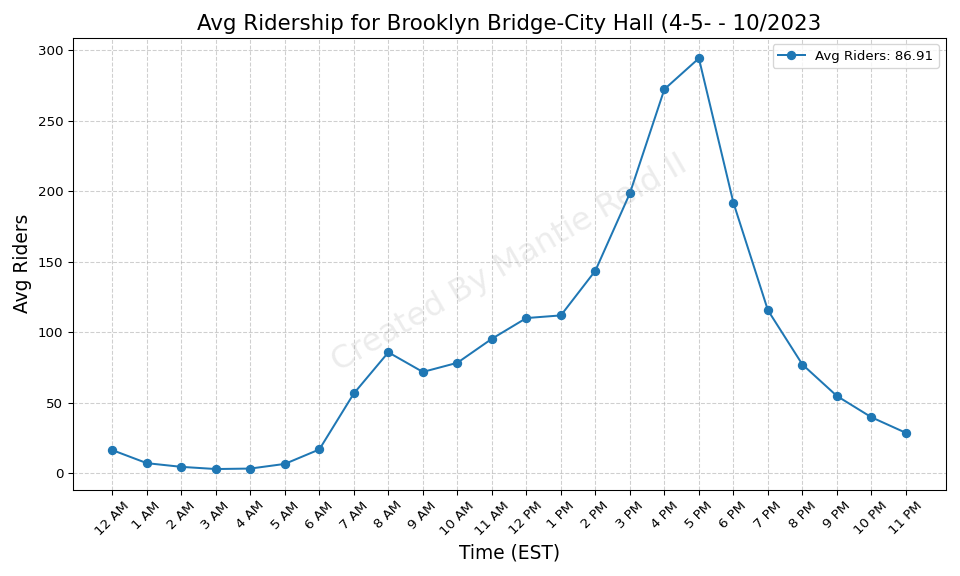 Avg Ridership for Brooklyn Bridge-City Hall (4-5- - 10/2023
Avg Riders: 86.91
300
250
200
150
100
50
0
Avg Riders
Created By Mantle Reid II
12 AM
1 AM
2 AM
3 AM
4 AM
5 AM
6 AM
7 AM
8 AM
9 AM
10 AM
11 AM
12 PM
1 PM
2 PM
3 PM
4 PM
5 PM
6 PM
7 PM
8 PM
9 PM
10 PM
11 PM
Time (EST)